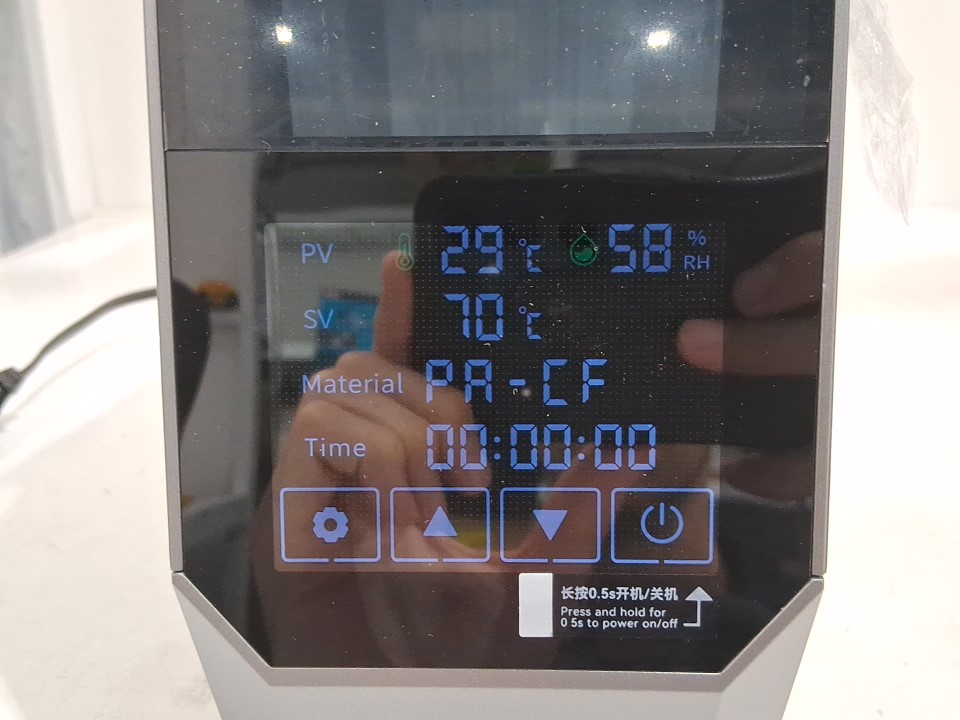 PV 29 ℃ 58 % RH
SV 70 ℃
Material PA-CF
Time 00:00:00
长按0.5s开机/关机
Press and hold for
0 5s to power on/off